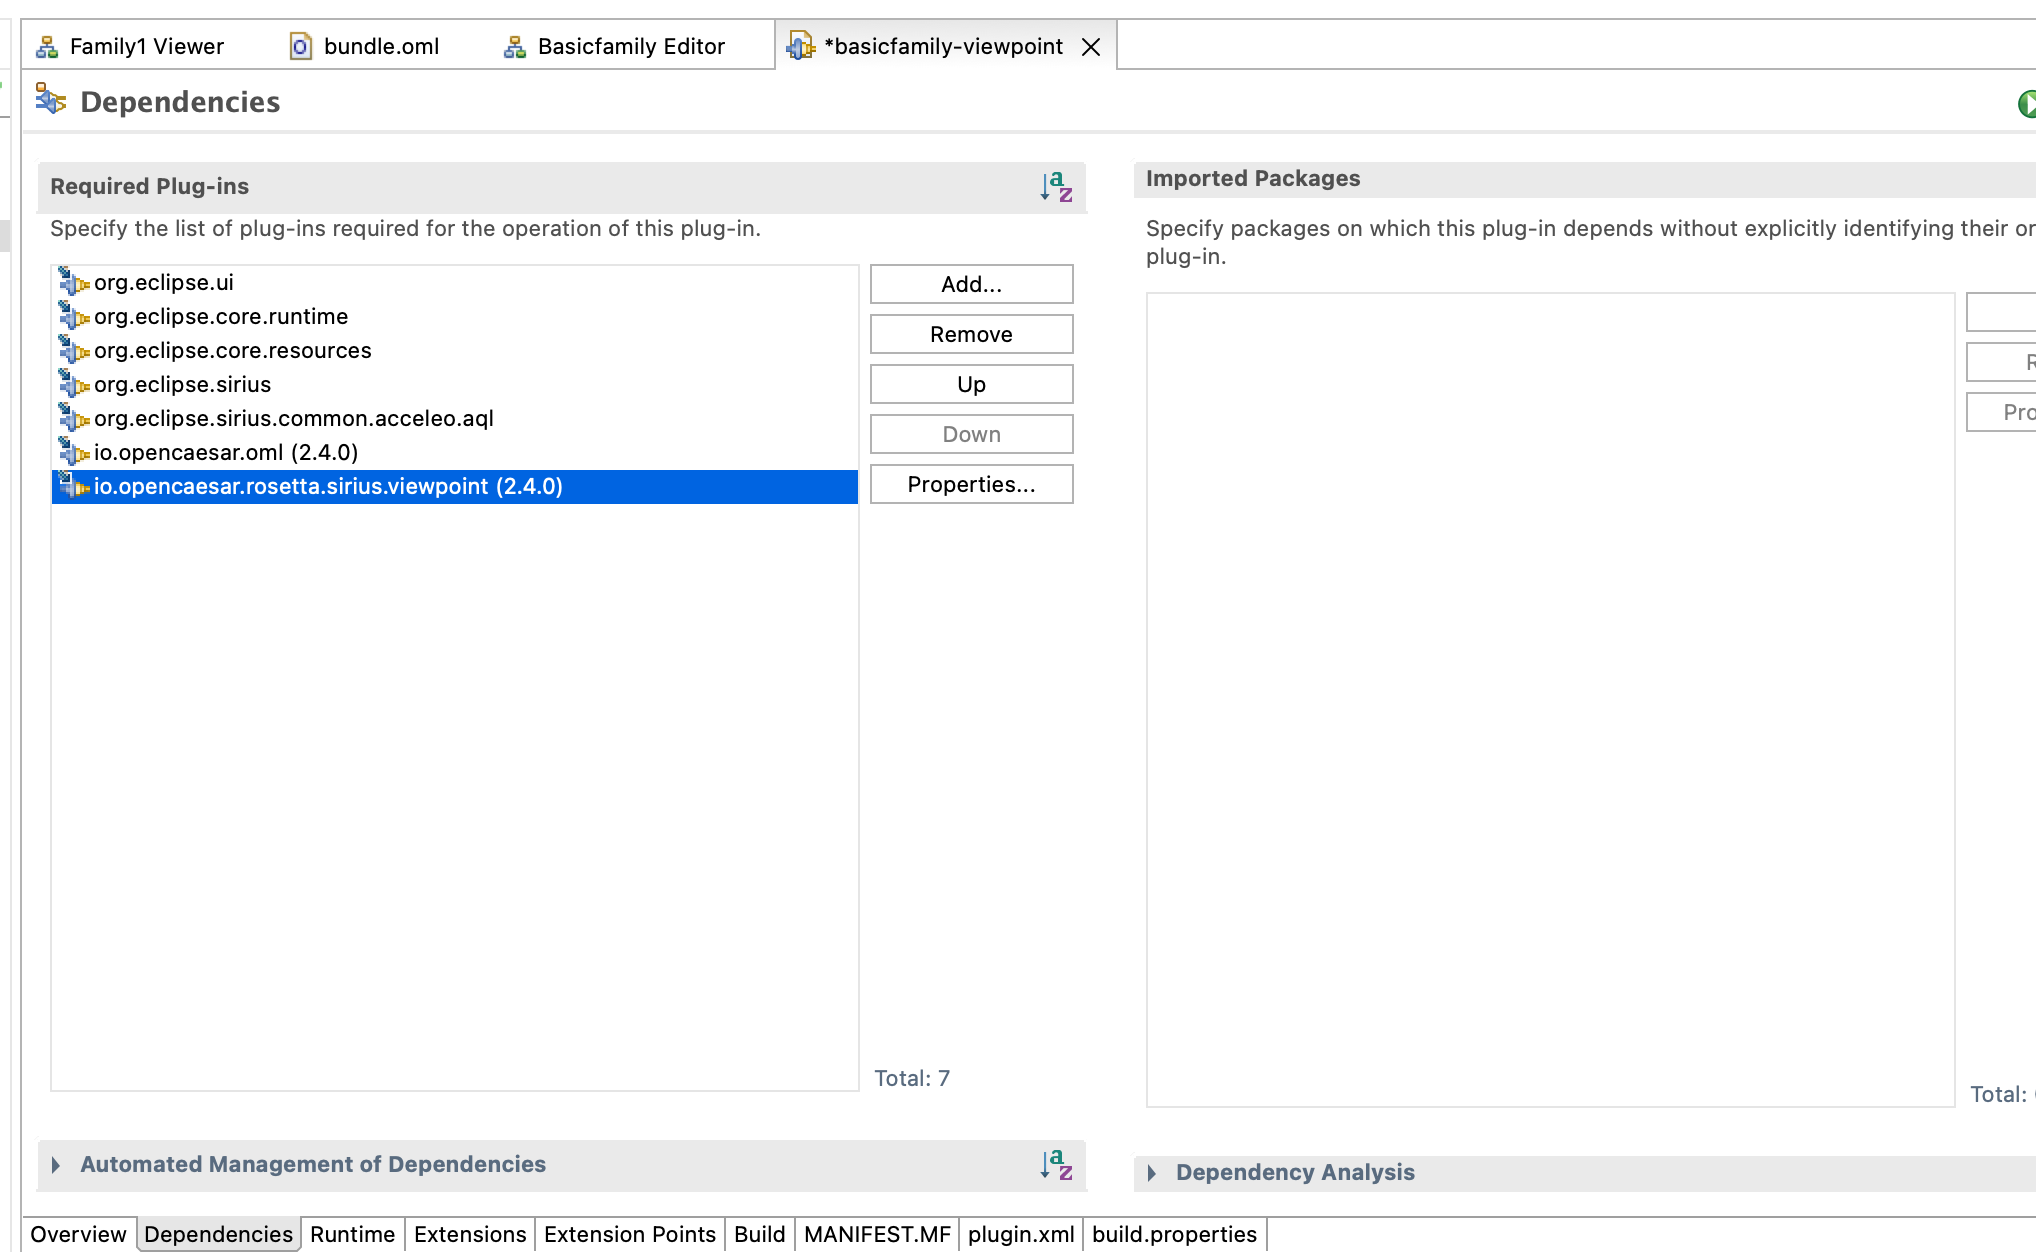 Family1 Viewer
bundle.oml
Basicfamily Editor
*basicfamily-viewpoint
Dependencies
Required Plug-ins
Specify the list of plug-ins required for the operation of this plug-in.
org.eclipse.ui
org.eclipse.core.runtime
org.eclipse.core.resources
org.eclipse.sirius
org.eclipse.sirius.common.acceleo.aql
io.opencaesar.oml (2.4.0)
io.opencaesar.rosetta.sirius.viewpoint (2.4.0)
Add...
Remove
Up
Down
Properties...
Total: 7
Imported Packages
Specify packages on which this plug-in depends without explicitly identifying their or
plug-in.
R
Pro
Total:
Automated Management of Dependencies
Dependency Analysis
Overview
Dependencies
Runtime
Extensions
Extension Points
Build
MANIFEST.MF
plugin.xml
build.properties